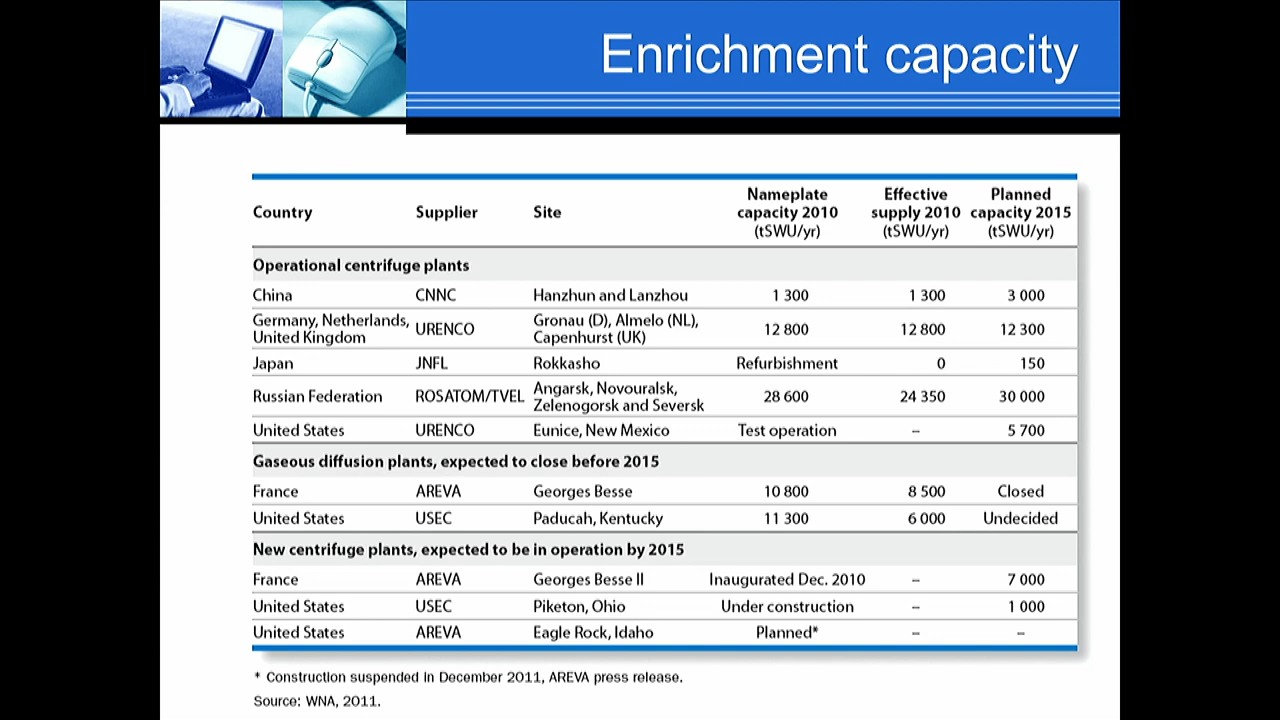 Enrichment capacity
Country Supplier Site Nameplate capacity 2010 (tSWU/yr) Effective supply 2010 (tSWU/yr) Planned capacity 2015 (tSWU/yr)
Operational centrifuge plants
China CNNC Hanzhun and Lanzhou 1 300 1 300 3 000
Germany, Netherlands, United Kingdom URENCO Gronau (D), Almelo (NL), Capenhurst (UK) 12 800 12 800 12 300
Japan JNFL Rokkasho Refurbishment 0 150
Russian Federation ROSATOM/TVEL Angarsk, Novouralsk, Zelenogorsk and Seversk 28 600 24 350 30 000
United States URENCO Eunice, New Mexico Test operation – 5 700
Gaseous diffusion plants, expected to close before 2015
France AREVA Georges Besse 10 800 8 500 Closed
United States USEC Paducah, Kentucky 11 300 6 000 Undecided
New centrifuge plants, expected to be in operation by 2015
France AREVA Georges Besse II Inaugurated Dec. 2010 – 7 000
United States USEC Piketon, Ohio Under construction – 1 000
United States AREVA Eagle Rock, Idaho Planned* – –
* Construction suspended in December 2011, AREVA press release.
Source: WNA, 2011.